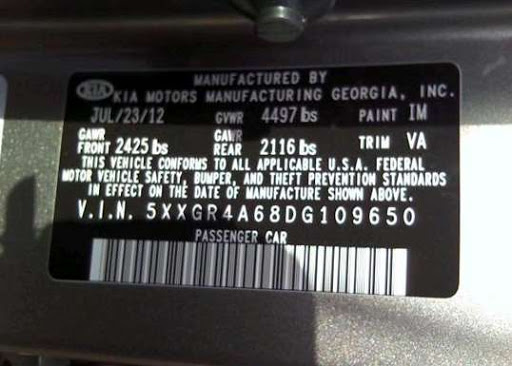 MANUFACTURED BY
KIA KIA MOTORS MANUFACTURING GEORGIA, INC.
JUL/23/12 GVWR 4497 lbs PAINT IM
GAWR FRONT 2425 lbs GAWR REAR 2116 lbs TRIM VA
THIS VEHICLE CONFORMS TO ALL APPLICABLE U.S.A. FEDERAL
MOTOR VEHICLE SAFETY, BUMPER, AND THEFT PREVENTION STANDARDS
IN EFFECT ON THE DATE OF MANUFACTURE SHOWN ABOVE.
V.I.N. 5XXGR4A68DG109650
PASSENGER CAR